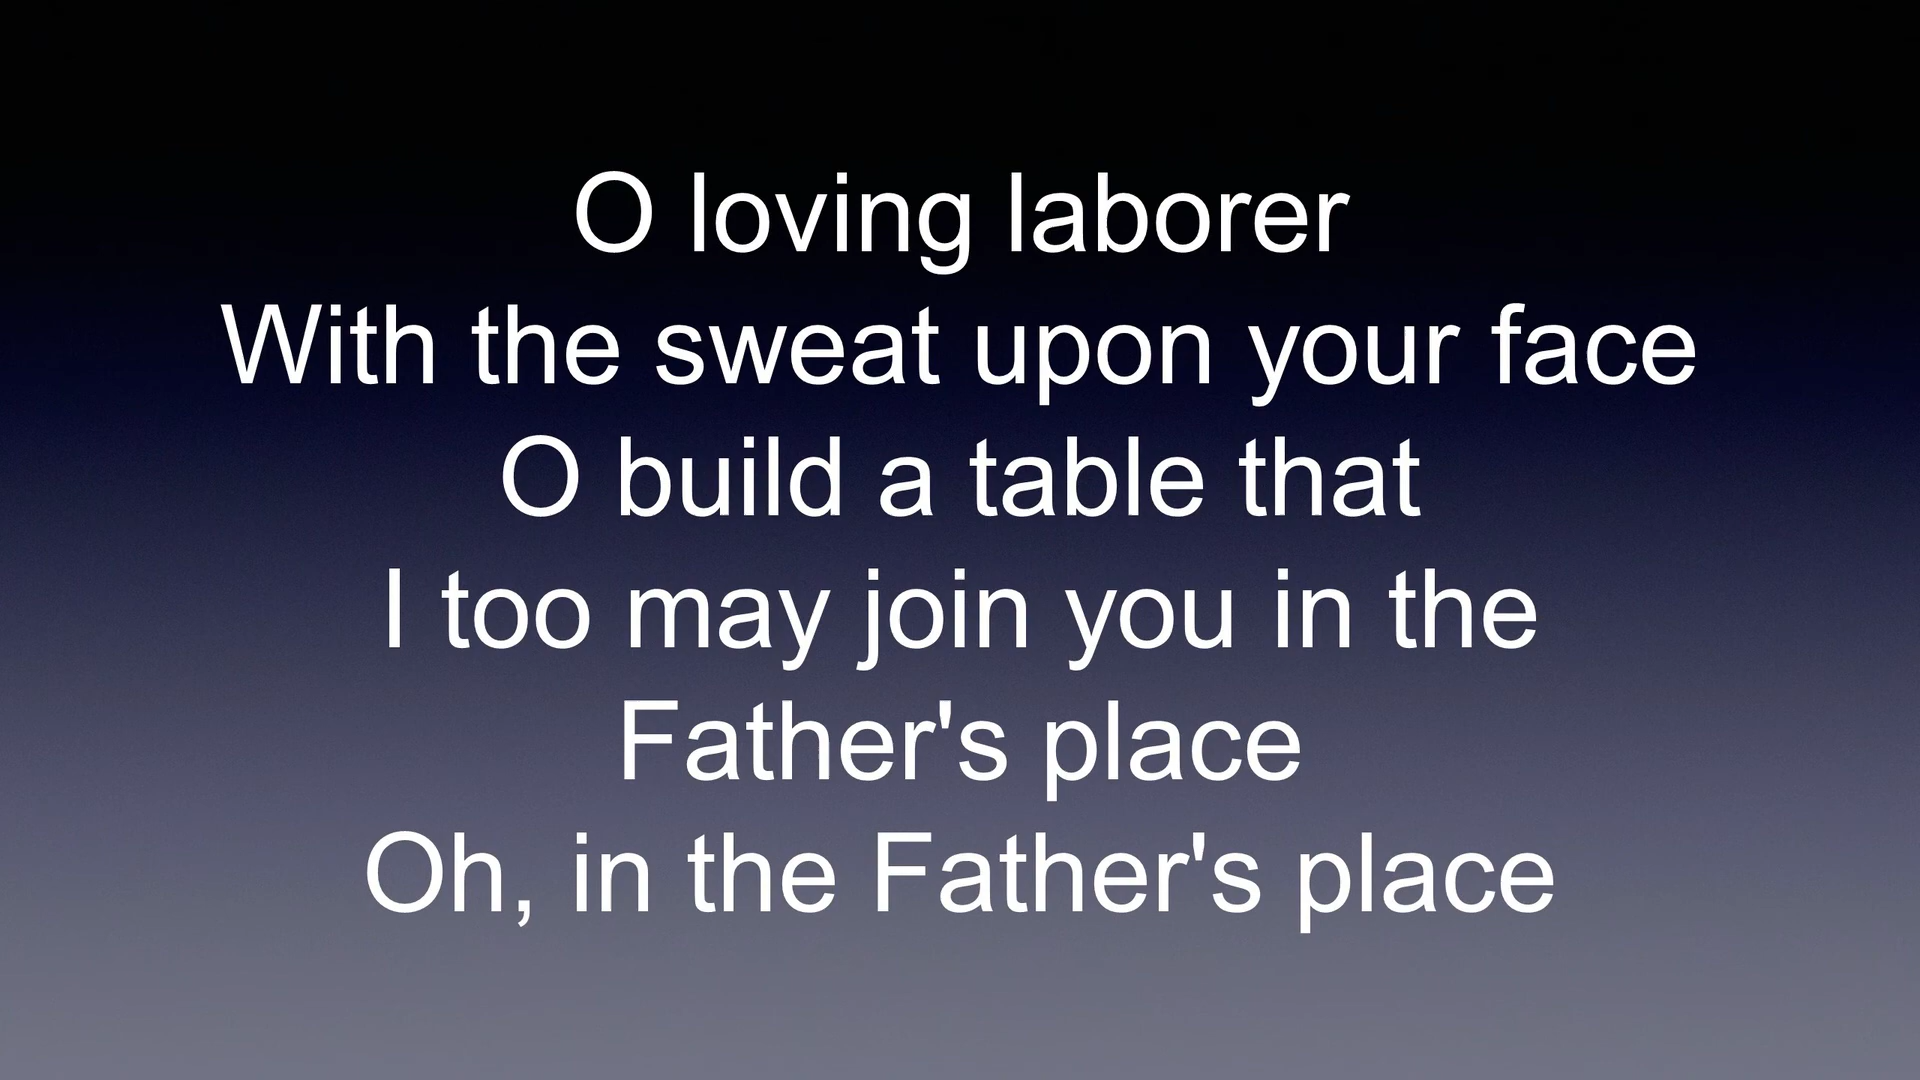 O loving laborer
With the sweat upon your face
O build a table that
I too may join you in the
Father's place
Oh, in the Father's place